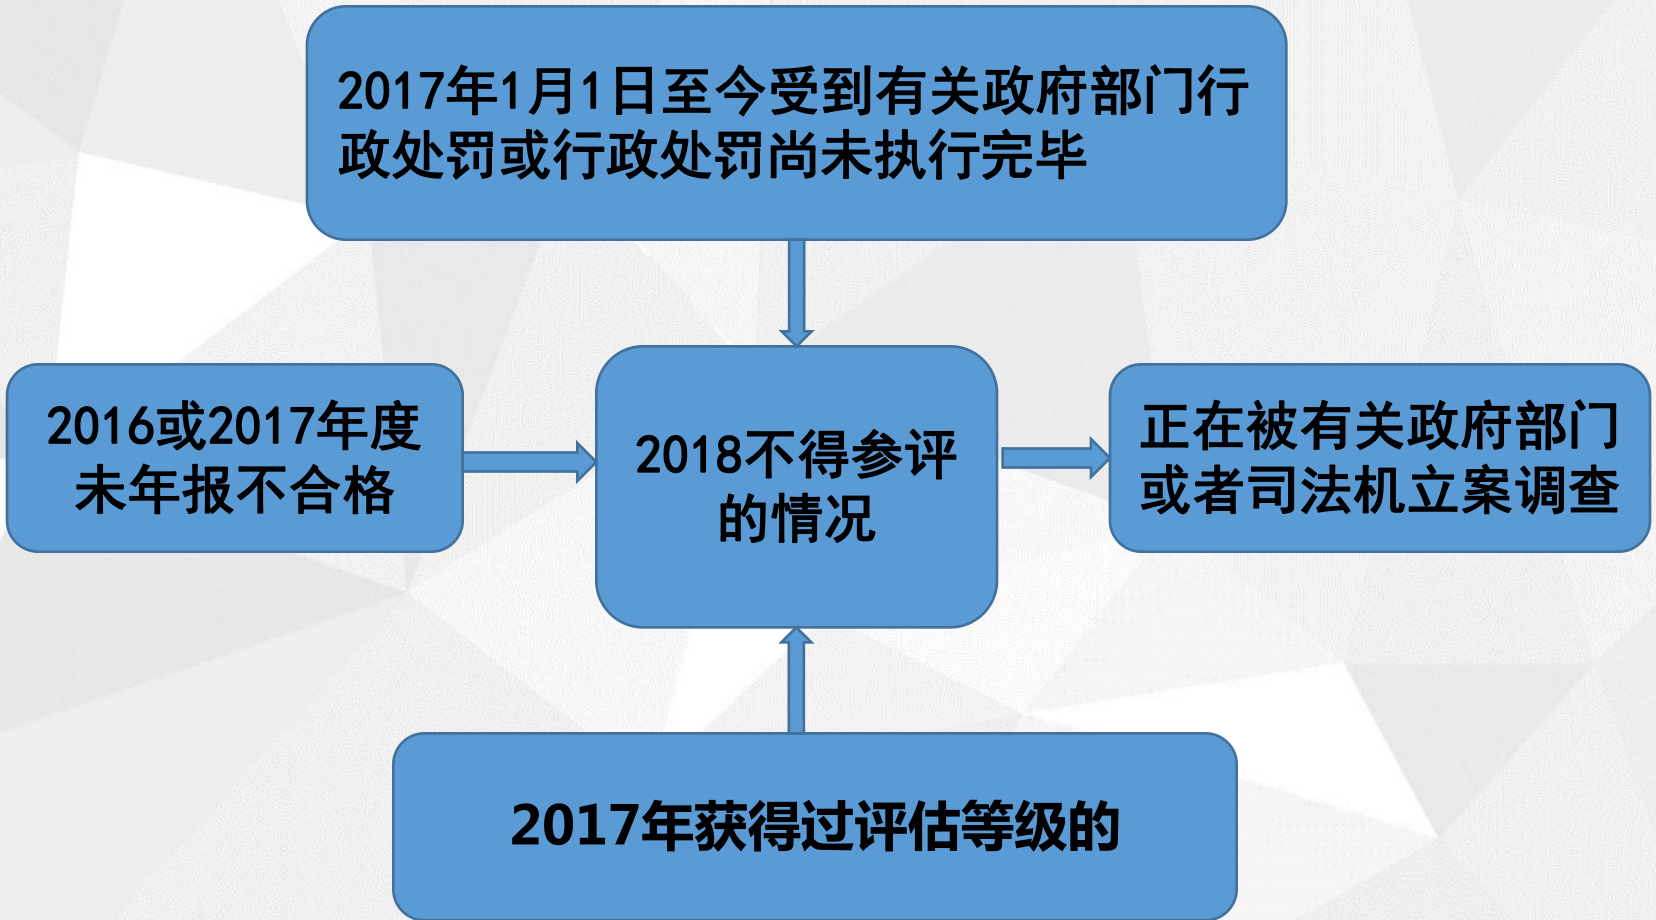 2017年1月1日至今受到有关政府部门行
政处罚或行政处罚尚未执行完毕
2016或2017年度
未年报不合格
2018不得参评
的情况
正在被有关政府部门
或者司法机立案调查
2017年获得过评估等级的